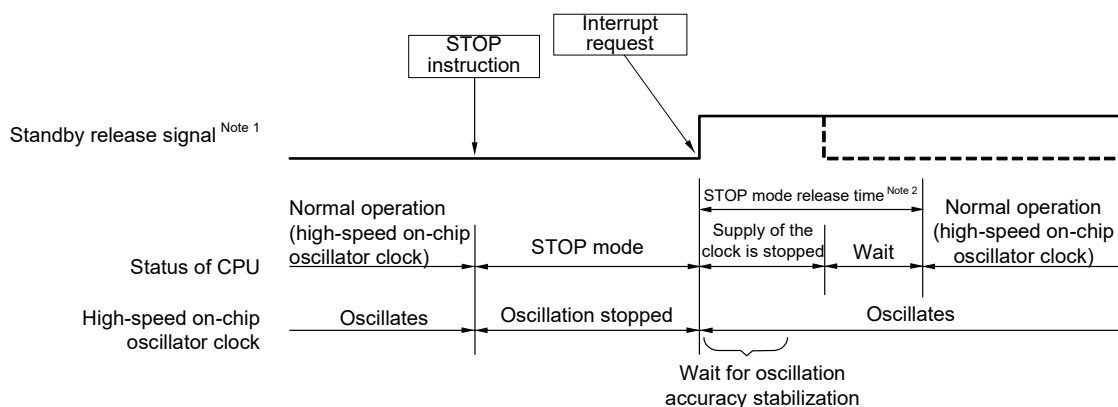 Interrupt
request
STOP
instruction
Standby release signal Note 1
STOP mode release time Note 2
Normal operation
(high-speed on-chip
oscillator clock)
Supply of the
clock is stopped
Normal operation
(high-speed on-chip
oscillator clock)
Status of CPU
STOP mode
Wait
High-speed on-chip
oscillator clock
Oscillates
Oscillation stopped
Oscillates
Wait for oscillation
accuracy stabilization